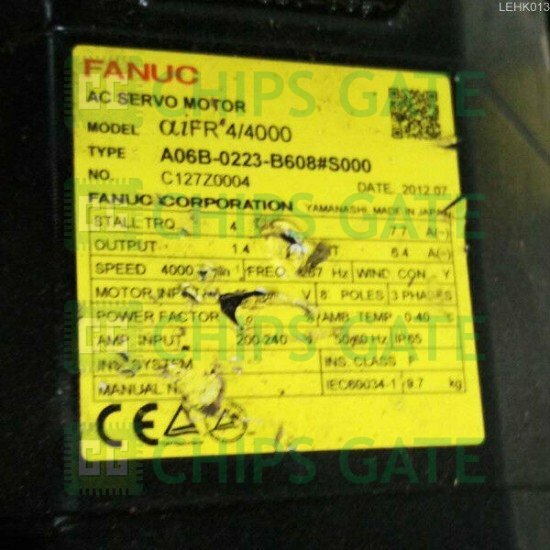 LEHK013
FANUC
AC SERVO MOTOR
MODEL αiFR 4/4000
TYPE A06B-0223-B608#S000
NO. C127Z0004 DATE 2012.07
FANUC CORPORATION YAMANASHI, MADE IN JAPAN
STALL TRQ 4 7.7 A(~)
OUTPUT 1.4 6.4 A(~)
SPEED 4000 FREQ Hz WIND CON Y
MOTOR V 8 POLES 3 PHASES
POWER FACTOR AMB TEMP 0-40
AMP INPUT 200-240 50/60 Hz IP65
INS SYSTEM INS CLASS F
MANUAL IEC60034-1 9.7 kg
CE
CHIPS GATE
CHIPS GATE
CHIPS GATE